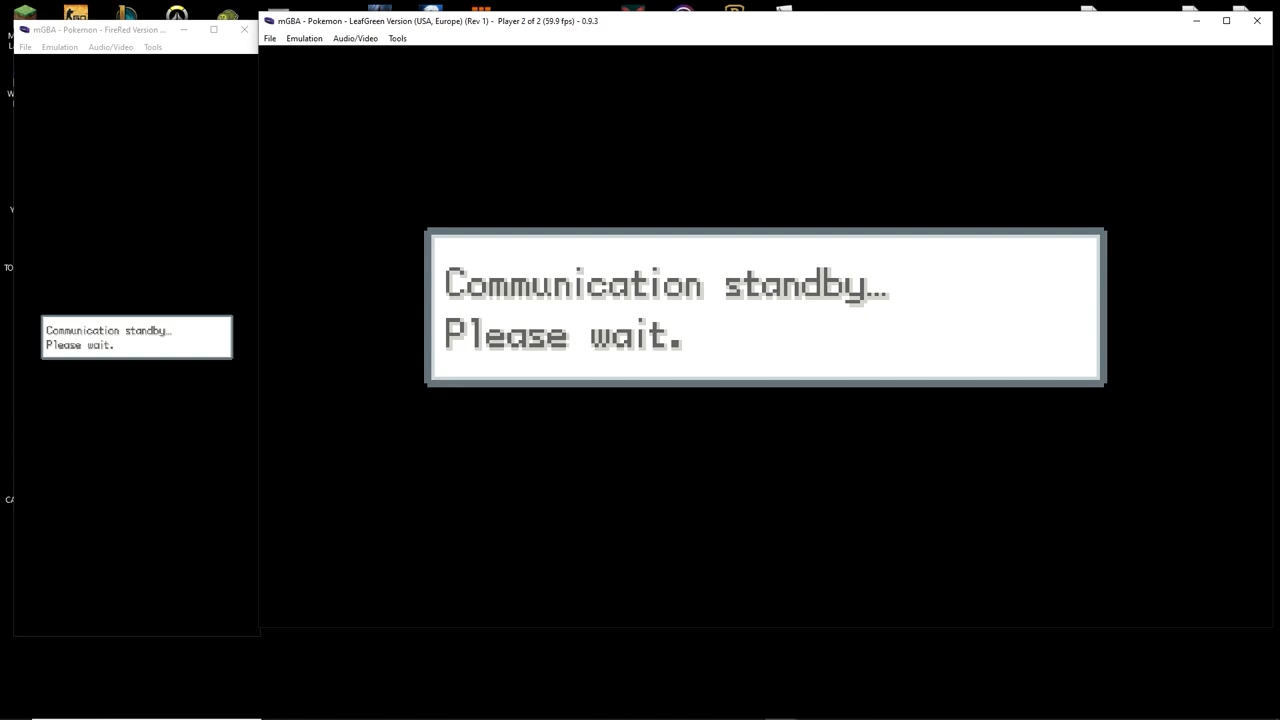 mGBA - Pokemon - FireRed Version ...
File Emulation Audio/Video Tools
Communication standby…
Please wait.
mGBA - Pokemon - LeafGreen Version (USA, Europe) (Rev 1) - Player 2 of 2 (59.9 fps) - 0.9.3
File Emulation Audio/Video Tools
Communication standby…
Please wait.